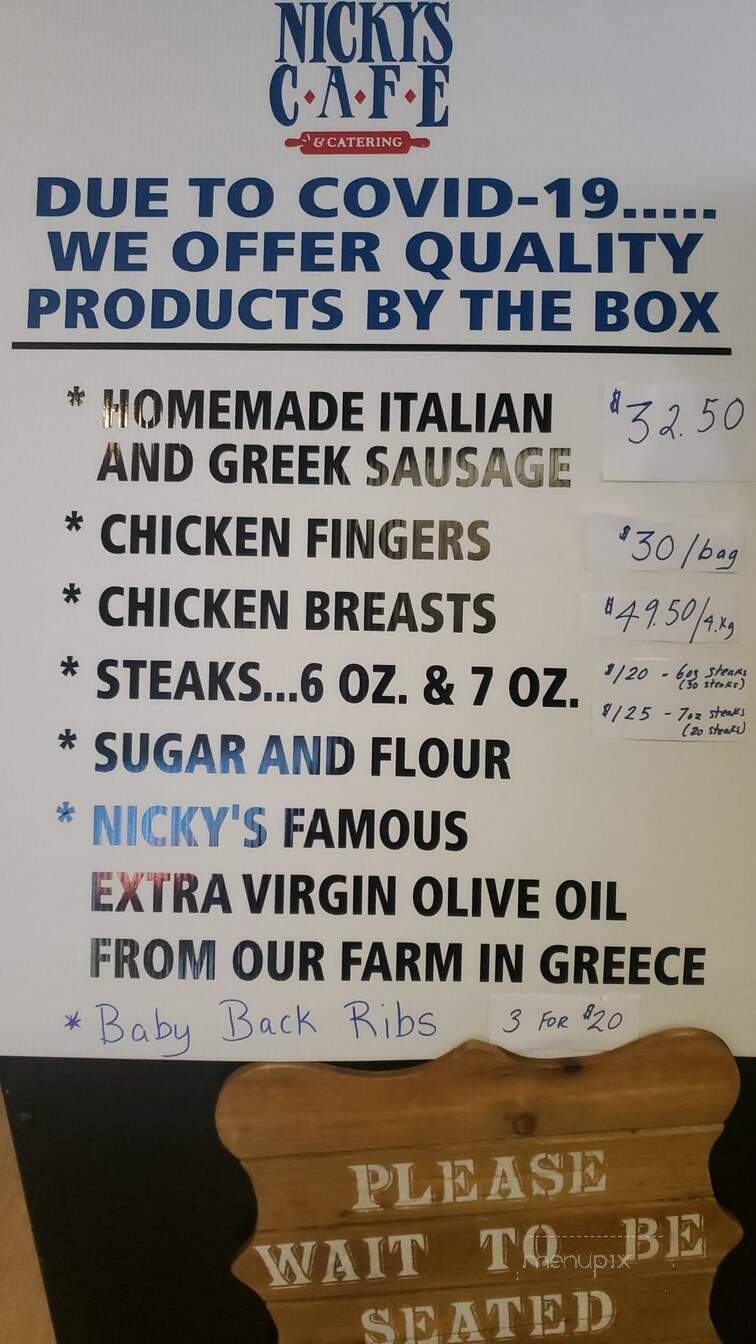 NICKYS
C♦A♦F♦E
& CATERING
DUE TO COVID-19.....
WE OFFER QUALITY
PRODUCTS BY THE BOX
* HOMEMADE ITALIAN
AND GREEK SAUSAGE
$32.50
* CHICKEN FINGERS
$30/bag
* CHICKEN BREASTS
$49.50/4.kg
* STEAKS...6 OZ. & 7 OZ.
$120 - 6oz steaks
(30 steaks)
$125 - 7oz steaks
(20 steaks)
* SUGAR AND FLOUR
* NICKY'S FAMOUS
EXTRA VIRGIN OLIVE OIL
FROM OUR FARM IN GREECE
* Baby Back Ribs 3 FOR $20
PLEASE
WAIT TO BE
menupix
SEATED